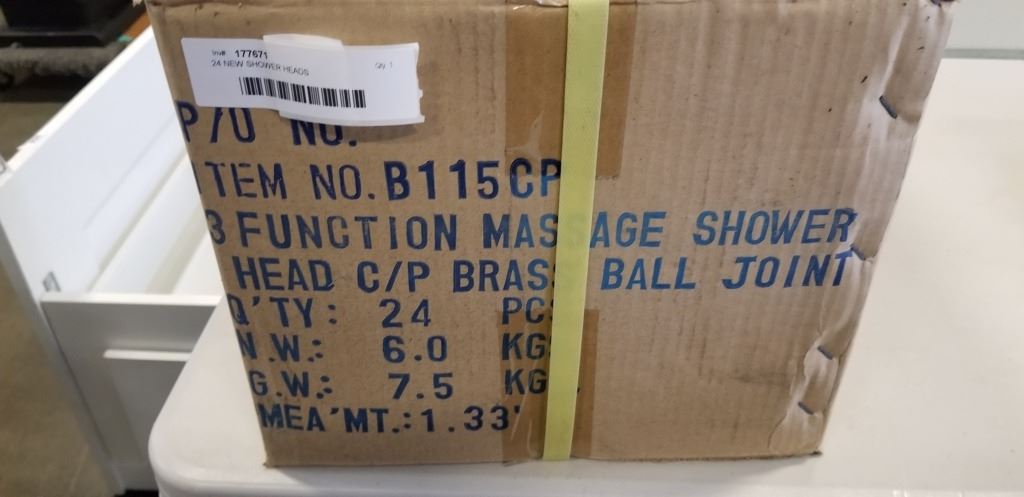 Inv#: 177671
24 NEW SHOWER HEADS
Qty: 1
P/O NO.
ITEM NO. B115CP
3 FUNCTION MASSAGE SHOWER
HEAD C/P BRASS BALL JOINT
Q'TY: 24 PCS
N.W.: 6.0 KG
G.W.: 7.5 KG
MEA'MT.: 1.33'